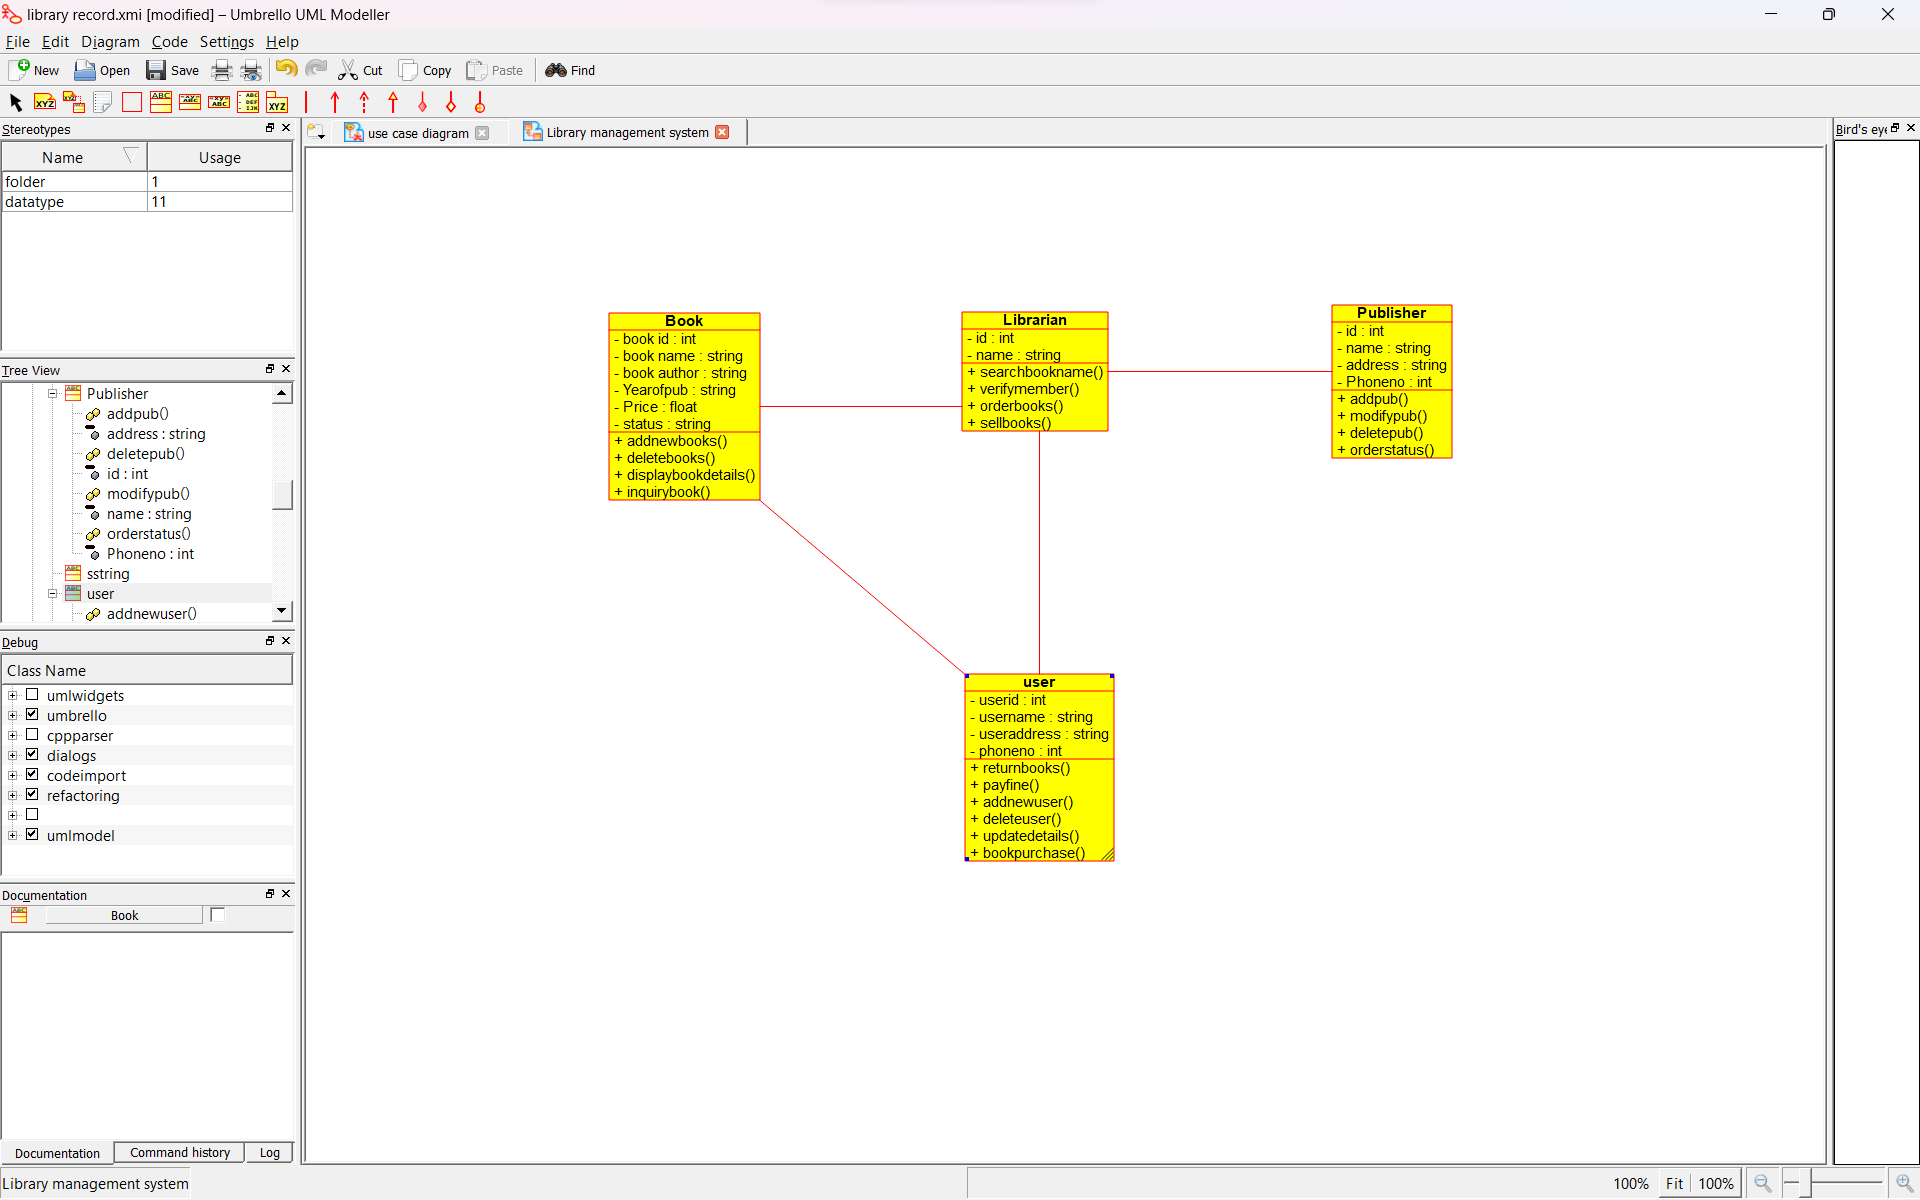 library record.xmi [modified] – Umbrello UML Modeller
File Edit Diagram Code Settings Help
New Open Save Cut Copy Paste Find
Stereotypes
Name Usage
folder 1
datatype 11
Tree View
Publisher
addpub()
address : string
deletepub()
id : int
modifypub()
name : string
orderstatus()
Phoneno : int
sstring
user
addnewuser()
Debug
Class Name
umlwidgets
umbrello
cppparser
dialogs
codeimport
refactoring
umlmodel
Documentation
Book
Documentation Command history Log
Library management system
use case diagram
Library management system
Book
- book id : int
- book name : string
- book author : string
- Yearofpub : string
- Price : float
- status : string
+ addnewbooks()
+ deletebooks()
+ displaybookdetails()
+ inquirybook()
Librarian
- id : int
- name : string
+ searchbookname()
+ verifymember()
+ orderbooks()
+ sellbooks()
Publisher
- id : int
- name : string
- address : string
- Phoneno : int
+ addpub()
+ modifypub()
+ deletepub()
+ orderstatus()
user
- userid : int
- username : string
- useraddress : string
- phoneno : int
+ returnbooks()
+ payfine()
+ addnewuser()
+ deleteuser()
+ updatedetails()
+ bookpurchase()
Bird's eye
100% Fit 100%